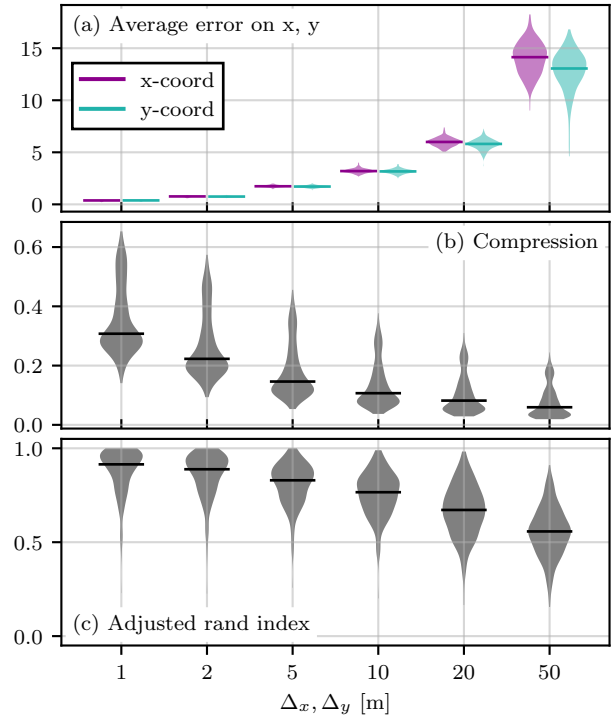 (a) Average error on x, y
15
10
5
0
x-coord
y-coord
(b) Compression
0.6
0.4
0.2
0.0
1.0
0.5
0.0
(c) Adjusted rand index
1 2 5 10 20 50
Δx, Δy [m]